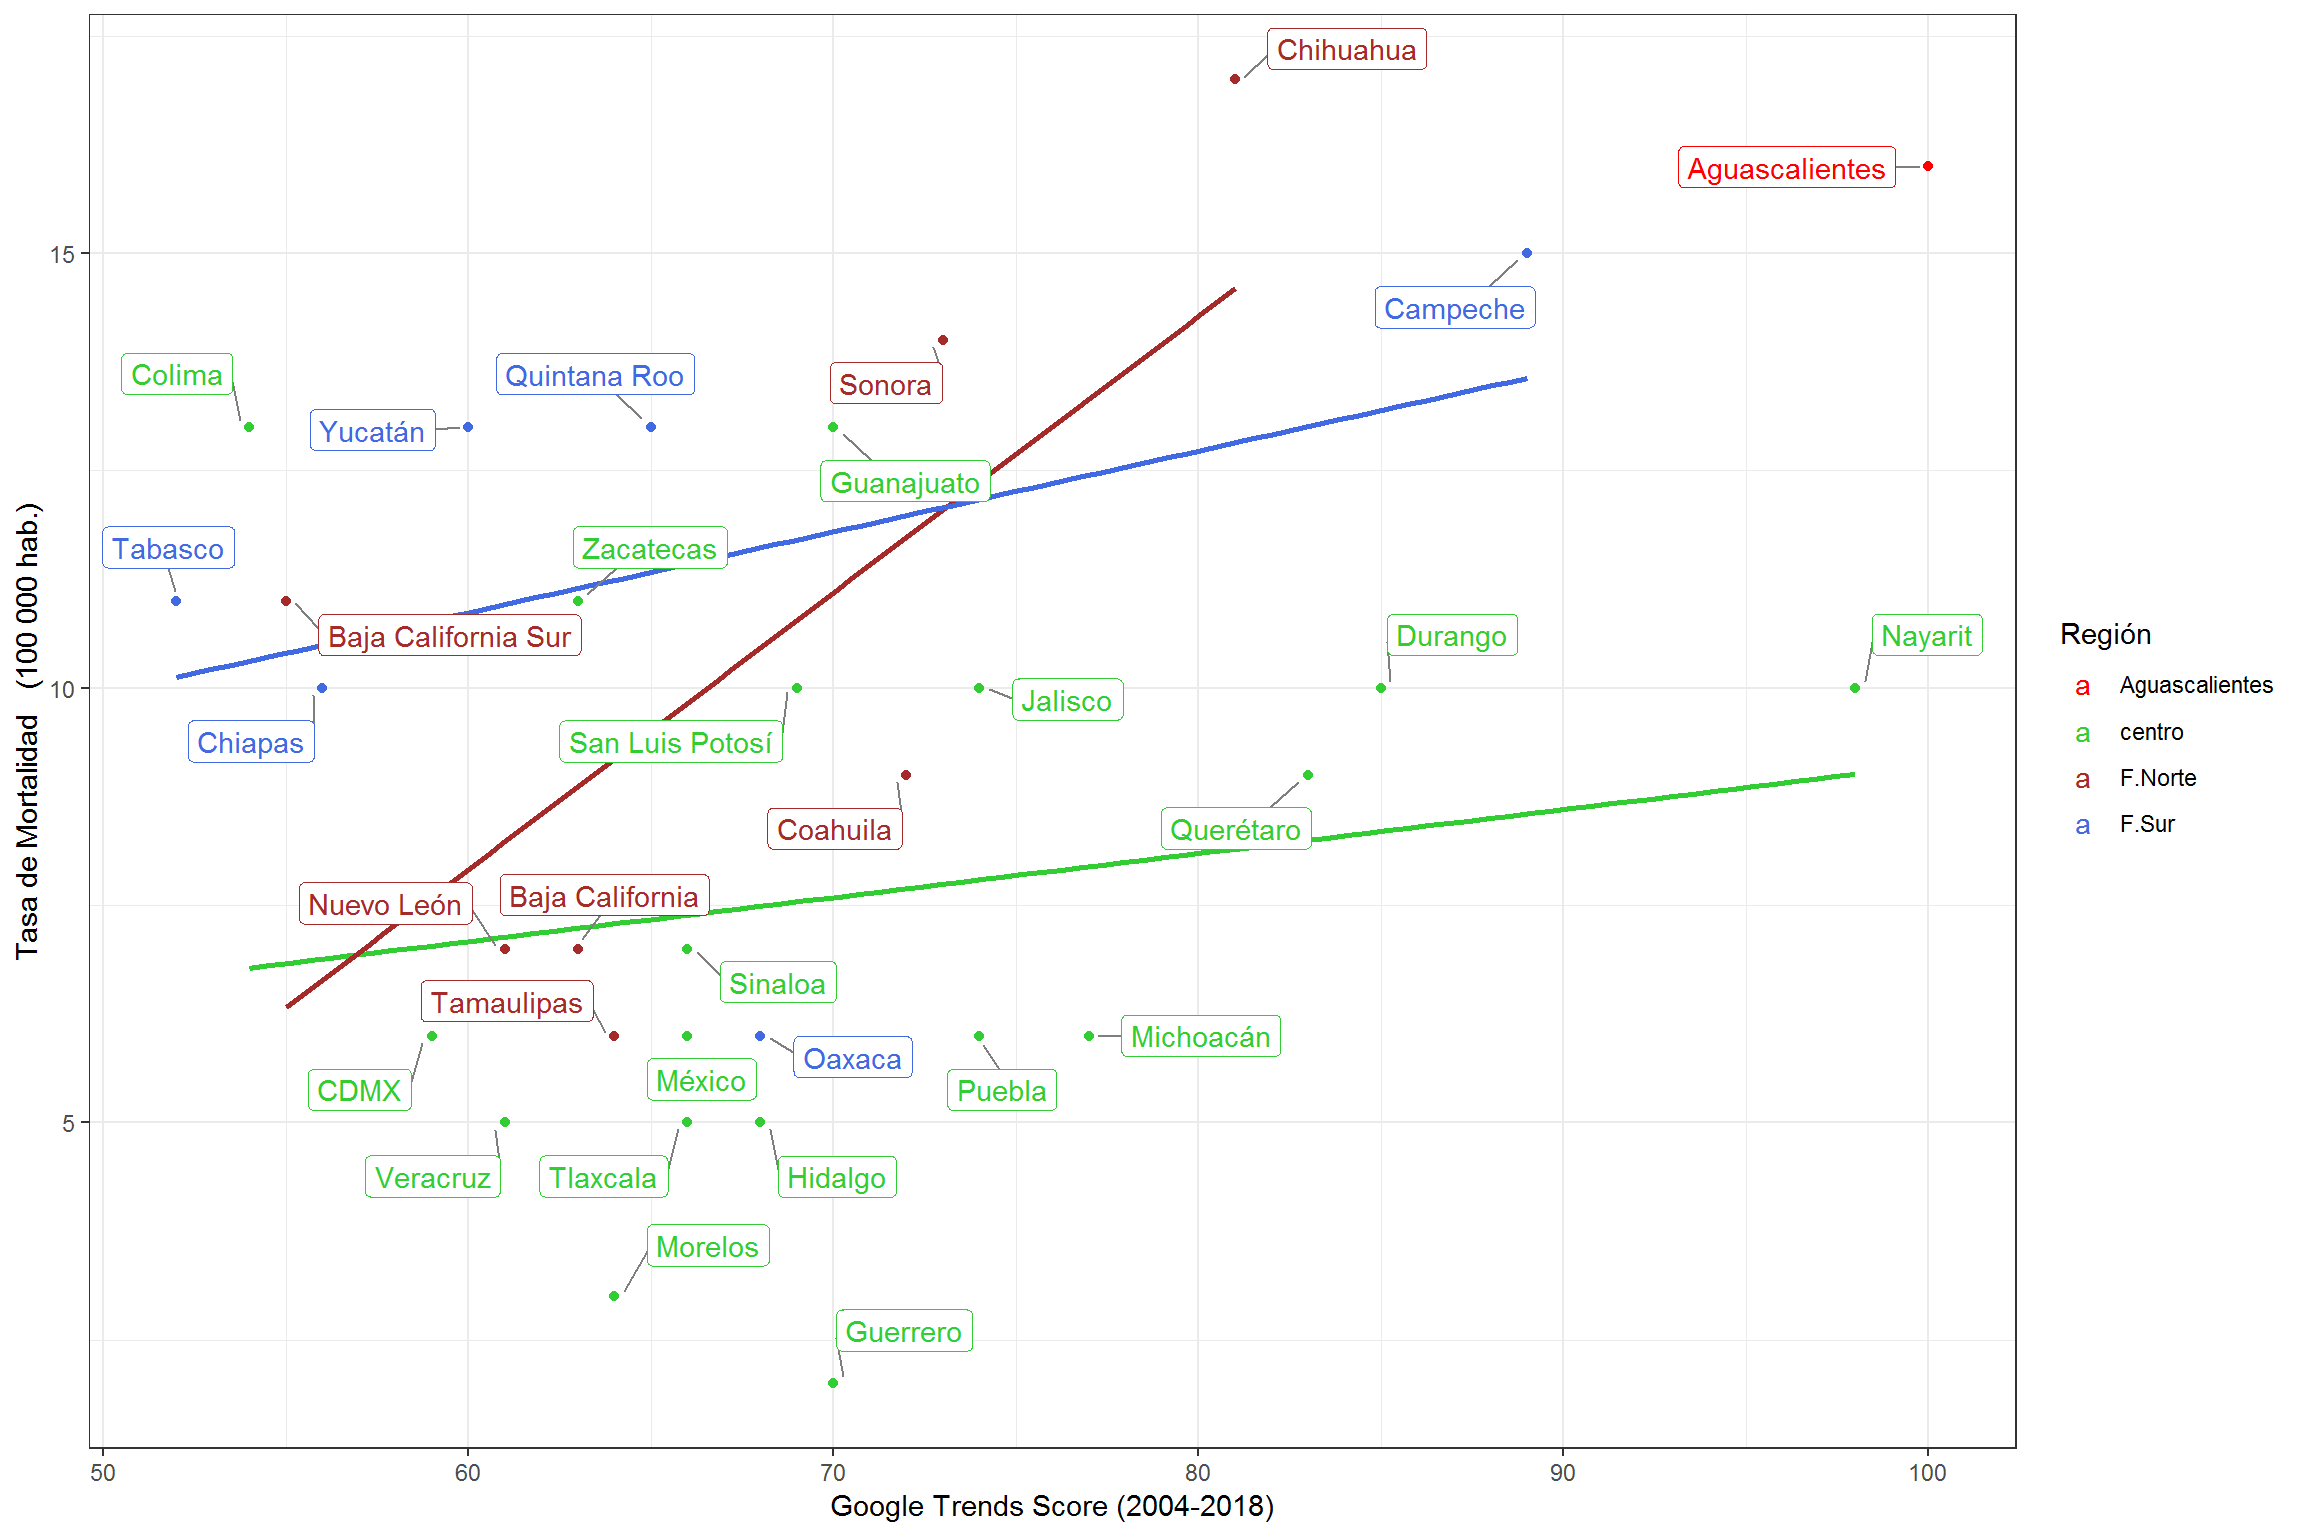 Chihuahua
Aguascalientes
15
Campeche
Colima
Quintana Roo
Sonora
Yucatán
Guanajuato
Tabasco
Zacatecas
Baja California Sur
Durango
Nayarit
10
Jalisco
Chiapas
San Luis Potosí
Coahuila
Querétaro
Nuevo León
Baja California
Sinaloa
Tamaulipas
Michoacán
Oaxaca
México
CDMX
Puebla
5
Veracruz
Tlaxcala
Hidalgo
Morelos
Guerrero
Tasa de Mortalidad (100 000 hab.)
50 60 70 80 90 100
Google Trends Score (2004-2018)
Región
a Aguascalientes
a centro
a F.Norte
a F.Sur